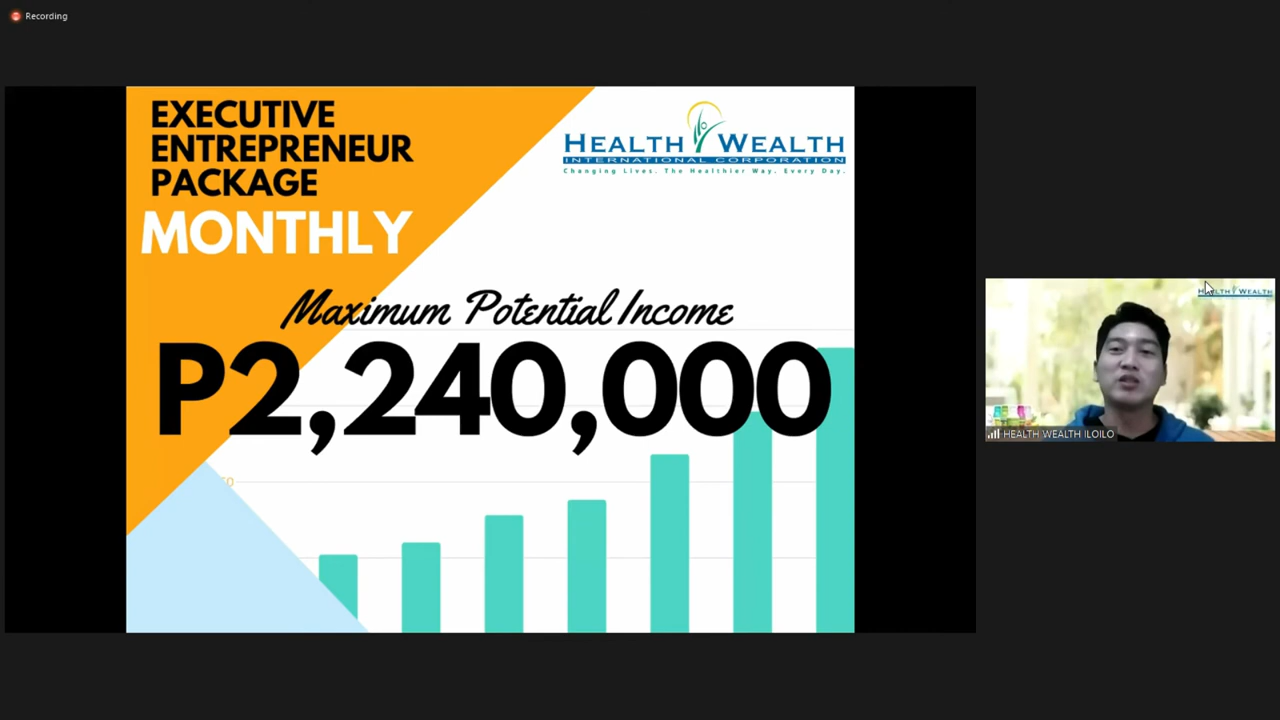 Recording
EXECUTIVE
ENTREPRENEUR
PACKAGE
MONTHLY
HEALTH WEALTH
INTERNATIONAL CORPORATION
Changing Lives. The Healthier Way. Every Day.
Maximum Potential Income
P2,240,000
HEALTH WEALTH
HEALTH WEALTH ILOILO